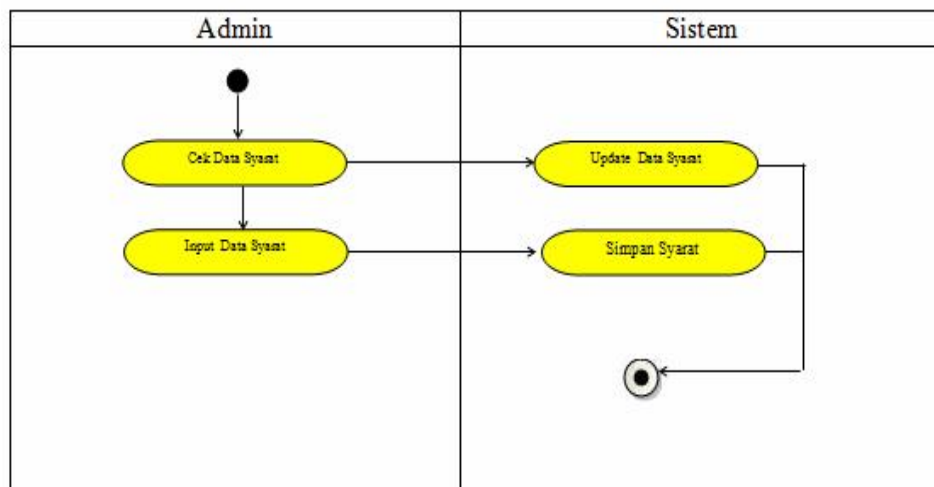 Admin
Sistem
Cek Data Syarat
Update Data Syarat
Input Data Syarat
Simpan Syarat